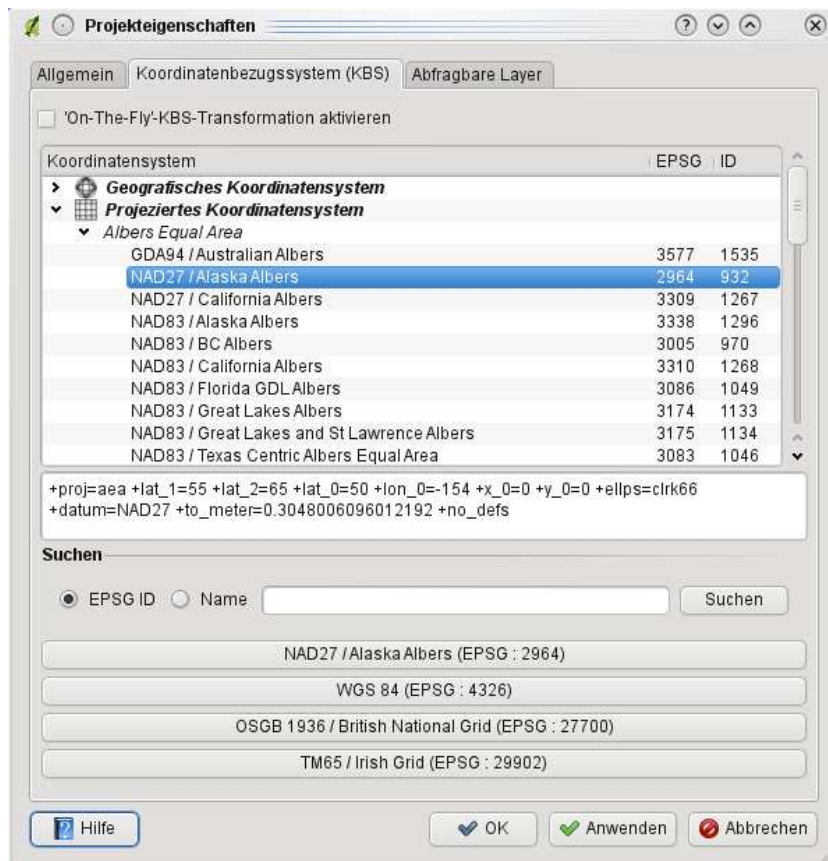 Projekteigenschaften
Allgemein Koordinatenbezugssystem (KBS) Abfragbare Layer
'On-The-Fly'-KBS-Transformation aktivieren
Koordinatensystem EPSG ID
Geografisches Koordinatensystem
Projeziertes Koordinatensystem
Albers Equal Area
GDA94 / Australian Albers 3577 1535
NAD27 / Alaska Albers 2964 932
NAD27 / California Albers 3309 1267
NAD83 / Alaska Albers 3338 1296
NAD83 / BC Albers 3005 970
NAD83 / California Albers 3310 1268
NAD83 / Florida GDL Albers 3086 1049
NAD83 / Great Lakes Albers 3174 1133
NAD83 / Great Lakes and St Lawrence Albers 3175 1134
NAD83 / Texas Centric Albers Equal Area 3083 1046
+proj=aea +lat_1=55 +lat_2=65 +lat_0=50 +lon_0=-154 +x_0=0 +y_0=0 +ellps=clrk66
+datum=NAD27 +to_meter=0.3048006096012192 +no_defs
Suchen
EPSG ID Name Suchen
NAD27 / Alaska Albers (EPSG : 2964)
WGS 84 (EPSG : 4326)
OSGB 1936 / British National Grid (EPSG : 27700)
TM65 / Irish Grid (EPSG : 29902)
Hilfe OK Anwenden Abbrechen